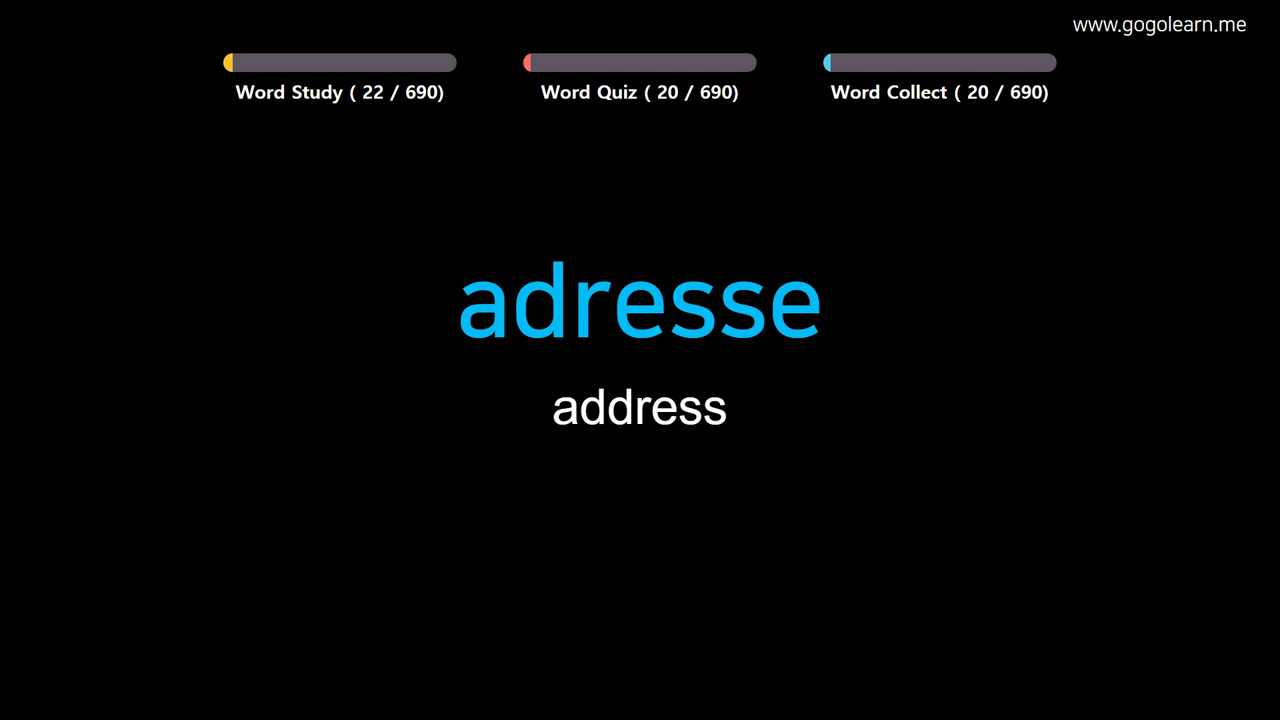 www.gogolearn.me
Word Study ( 22 / 690)
Word Quiz ( 20 / 690)
Word Collect ( 20 / 690)
adresse
address